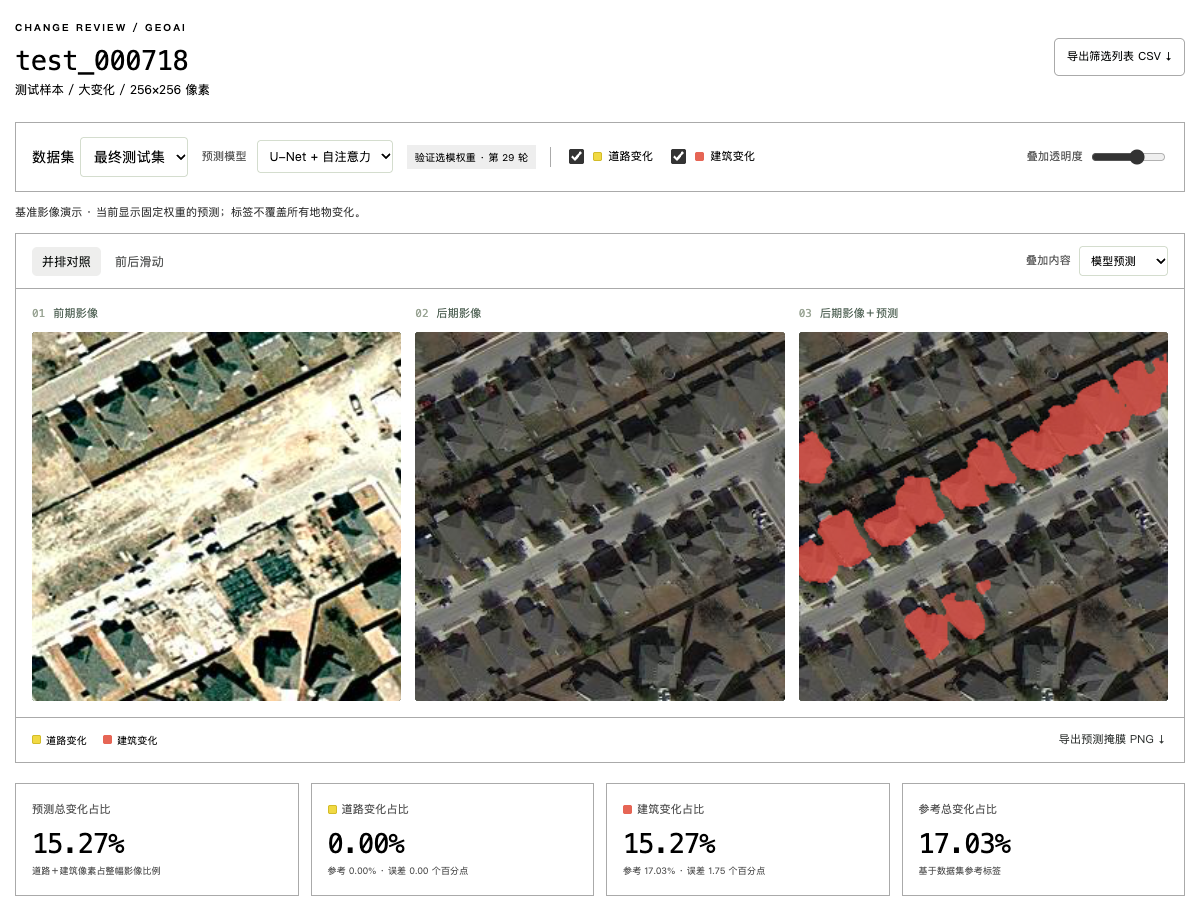 CHANGE REVIEW / GEOAI
test_000718
测试样本 / 大变化 / 256×256 像素
导出筛选列表 CSV ↓
数据集 最终测试集 预测模型 U-Net + 自注意力 验证选模权重 · 第 29 轮 道路变化 建筑变化 叠加透明度
基准影像演示 · 当前显示固定权重的预测；标签不覆盖所有地物变化。
并排对照 前后滑动 叠加内容 模型预测
01 前期影像
02 后期影像
03 后期影像＋预测
道路变化 建筑变化 导出预测掩膜 PNG ↓
预测总变化占比
15.27%
道路＋建筑像素占整幅影像比例
道路变化占比
0.00%
参考 0.00% · 误差 0.00 个百分点
建筑变化占比
15.27%
参考 17.03% · 误差 1.75 个百分点
参考总变化占比
17.03%
基于数据集参考标签